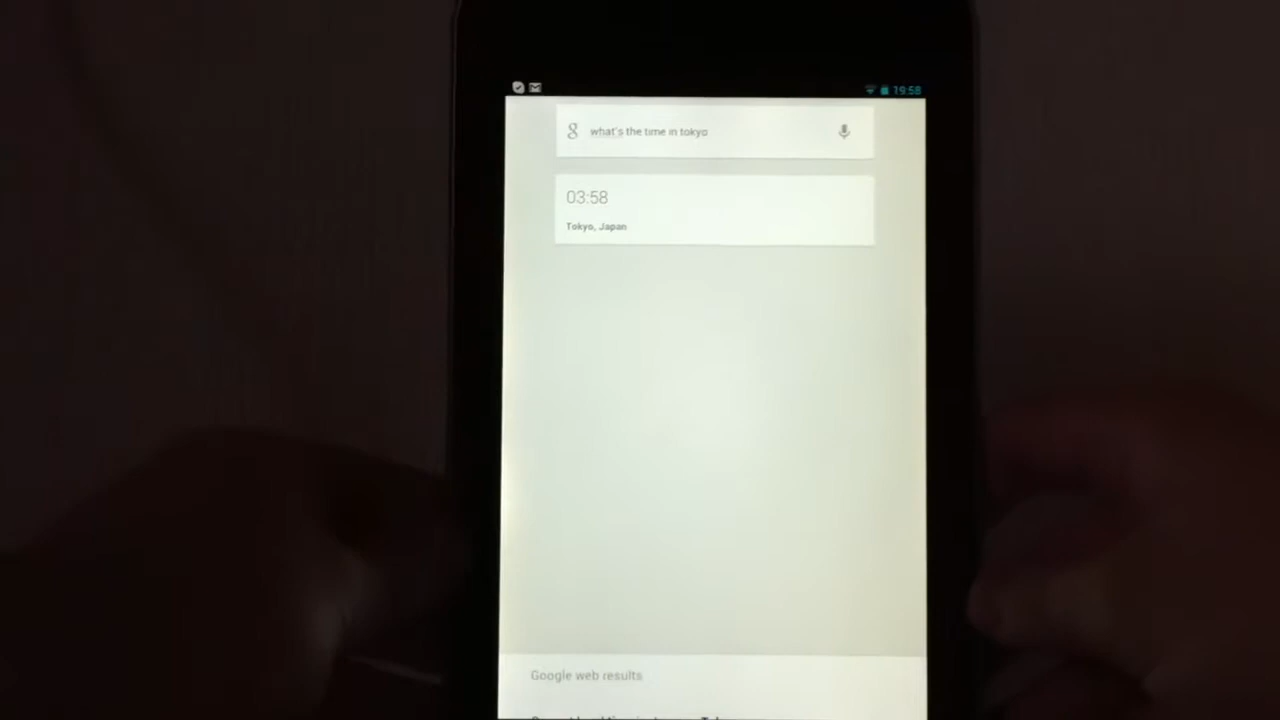 19:58
what's the time in tokyo
03:58
Tokyo, Japan
Google web results